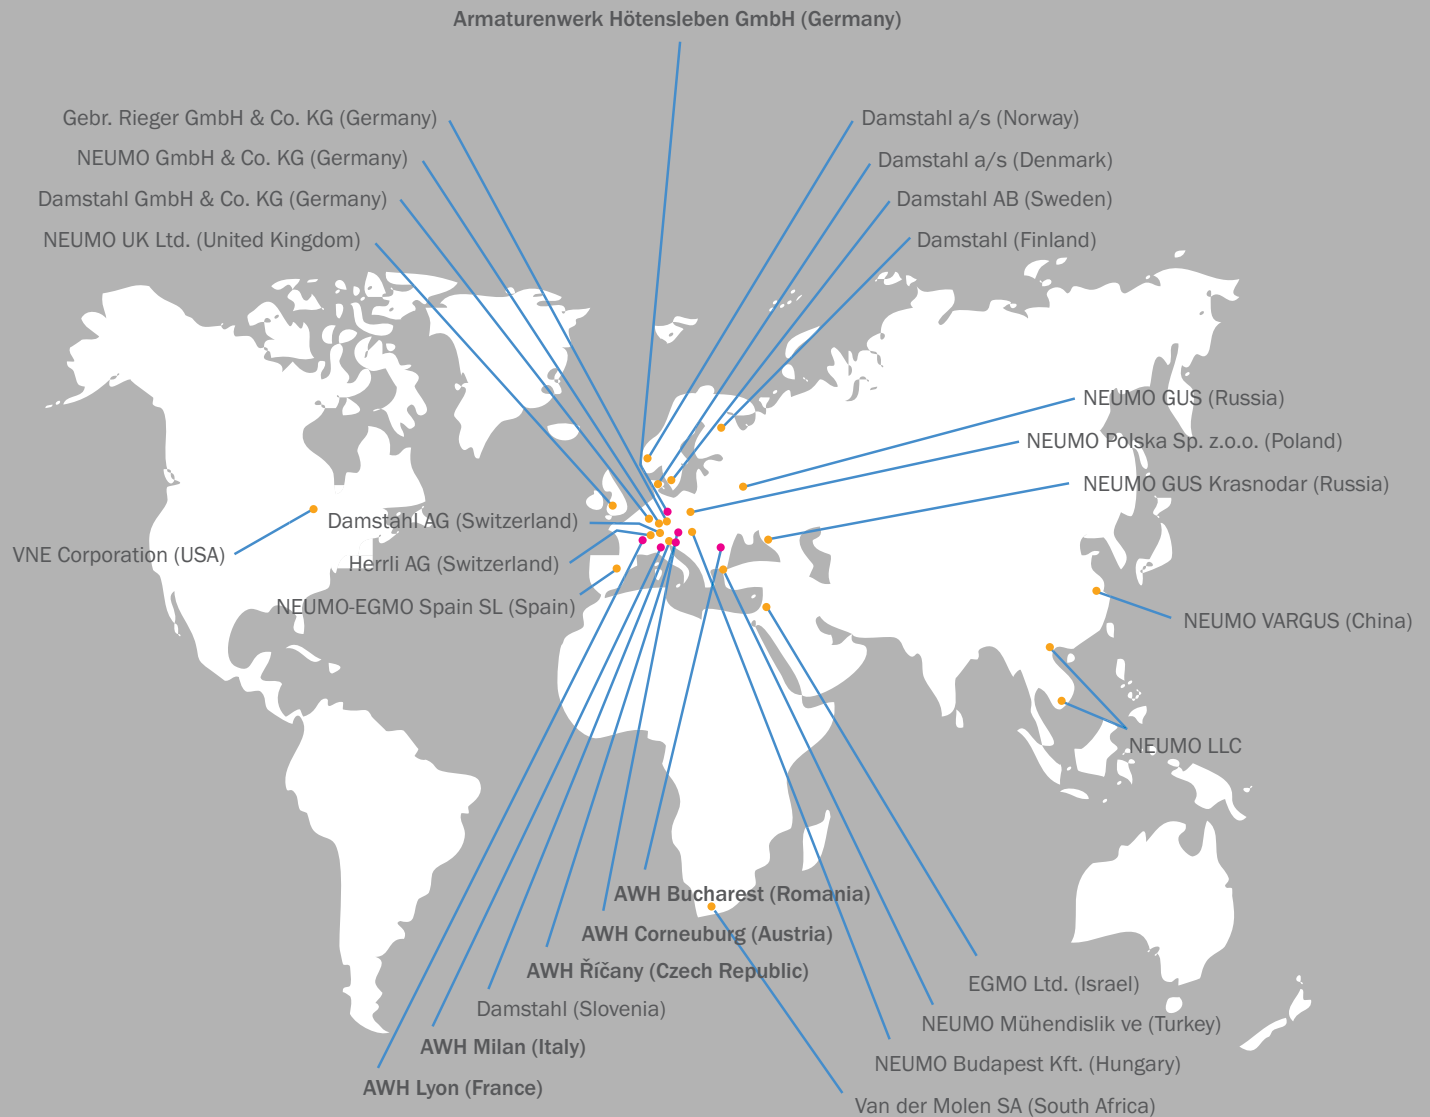 Armaturenwerk Hötensleben GmbH (Germany)
Gebr. Rieger GmbH & Co. KG (Germany)
NEUMO GmbH & Co. KG (Germany)
Damstahl GmbH & Co. KG (Germany)
NEUMO UK Ltd. (United Kingdom)
Damstahl a/s (Norway)
Damstahl a/s (Denmark)
Damstahl AB (Sweden)
Damstahl (Finland)
NEUMO GUS (Russia)
NEUMO Polska Sp. z.o.o. (Poland)
NEUMO GUS Krasnodar (Russia)
Damstahl AG (Switzerland)
VNE Corporation (USA)
Herrli AG (Switzerland)
NEUMO-EGMO Spain SL (Spain)
NEUMO VARGUS (China)
NEUMO LLC
AWH Bucharest (Romania)
AWH Corneuburg (Austria)
AWH Říčany (Czech Republic)
Damstahl (Slovenia)
AWH Milan (Italy)
AWH Lyon (France)
EGMO Ltd. (Israel)
NEUMO Mühendislik ve (Turkey)
NEUMO Budapest Kft. (Hungary)
Van der Molen SA (South Africa)